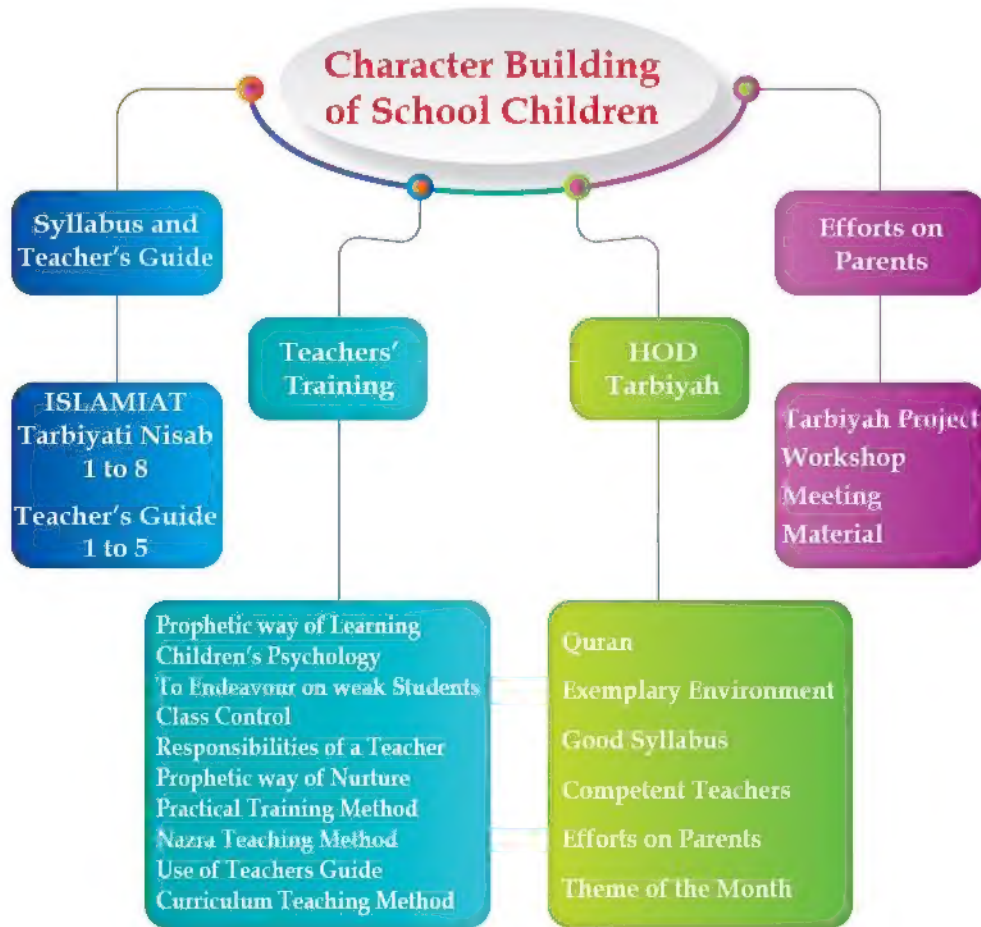 Character Building
of School Children
Syllabus and
Teacher's Guide
ISLAMIAT
Tarbiyati Nisab
1 to 8
Teacher's Guide
1 to 5
Teachers'
Training
Prophetic way of Learning
Children's Psychology
To Endeavour on weak Students
Class Control
Responsibilities of a Teacher
Prophetic way of Nurture
Practical Training Method
Nazra Teaching Method
Use of Teachers Guide
Curriculum Teaching Method
HOD
Tarbiyah
Quran
Exemplary Environment
Good Syllabus
Competent Teachers
Efforts on Parents
Theme of the Month
Efforts on
Parents
Tarbiyah Project
Workshop
Meeting
Material